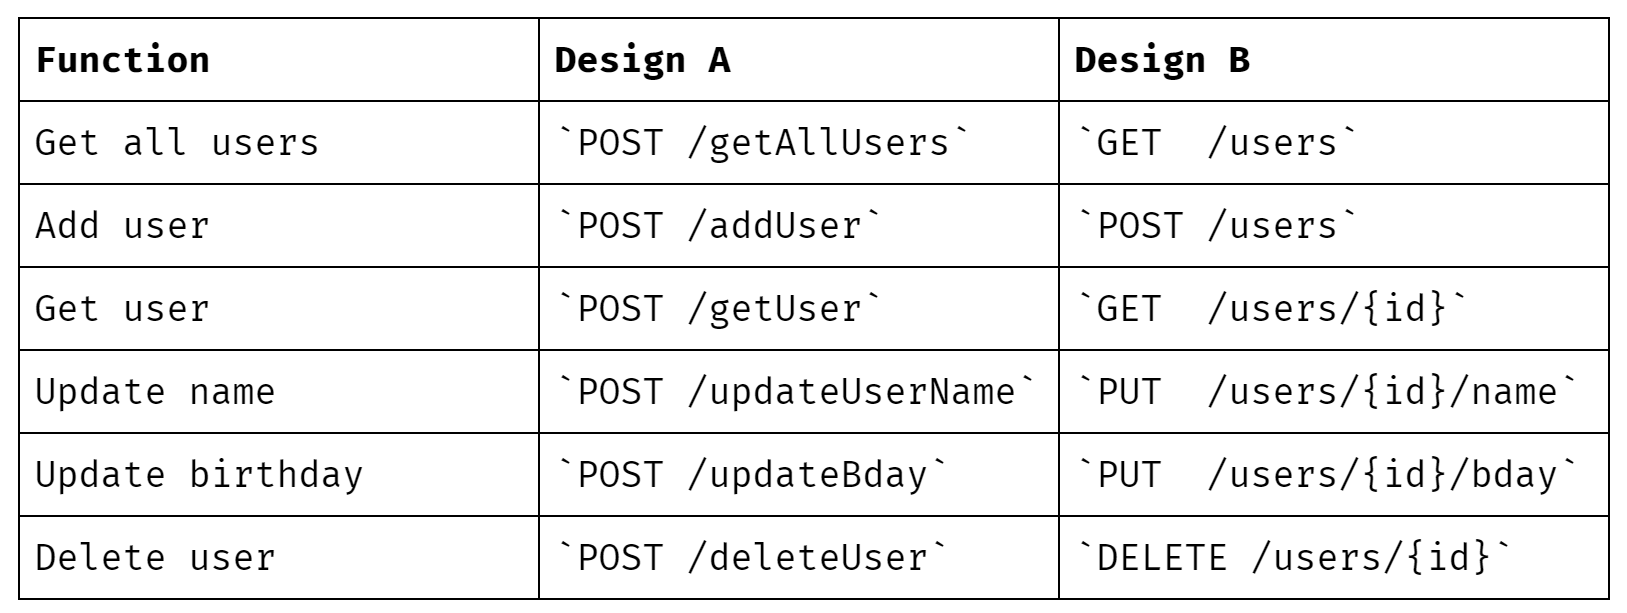 Function Design A Design B
Get all users `POST /getAllUsers` `GET  /users`
Add user `POST /addUser` `POST /users`
Get user `POST /getUser` `GET  /users/{id}`
Update name `POST /updateUserName` `PUT  /users/{id}/name`
Update birthday `POST /updateBday` `PUT  /users/{id}/bday`
Delete user `POST /deleteUser` `DELETE /users/{id}`